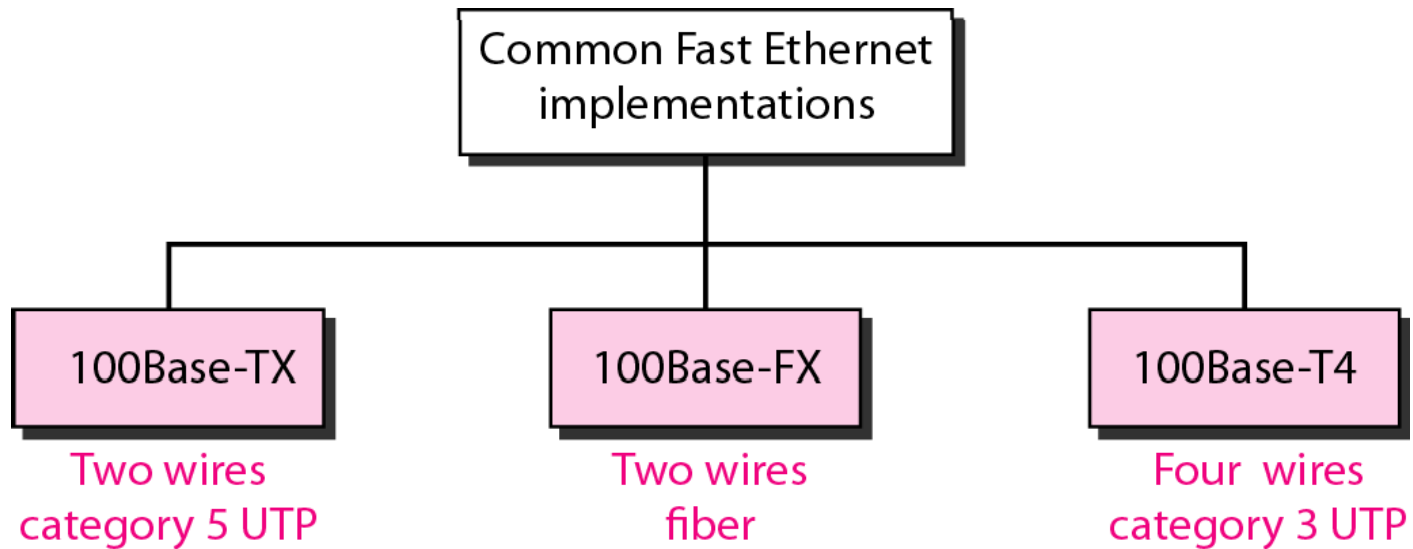 Common Fast Ethernet
implementations
100Base-TX
100Base-FX
100Base-T4
Two wires
category 5 UTP
Two wires
fiber
Four wires
category 3 UTP